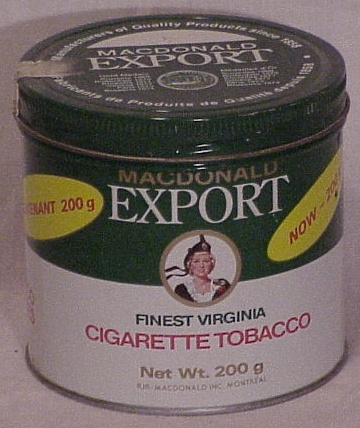 Manufacturers of Quality Products since 1858
MACDONALD
EXPORT
Fabricants de Produits de Qualité depuis 1858
MACDONALD
EXPORT
200 g
NOW – 200
FINEST VIRGINIA
CIGARETTE TOBACCO
Net Wt. 200 g
RJR-MACDONALD INC. MONTREAL